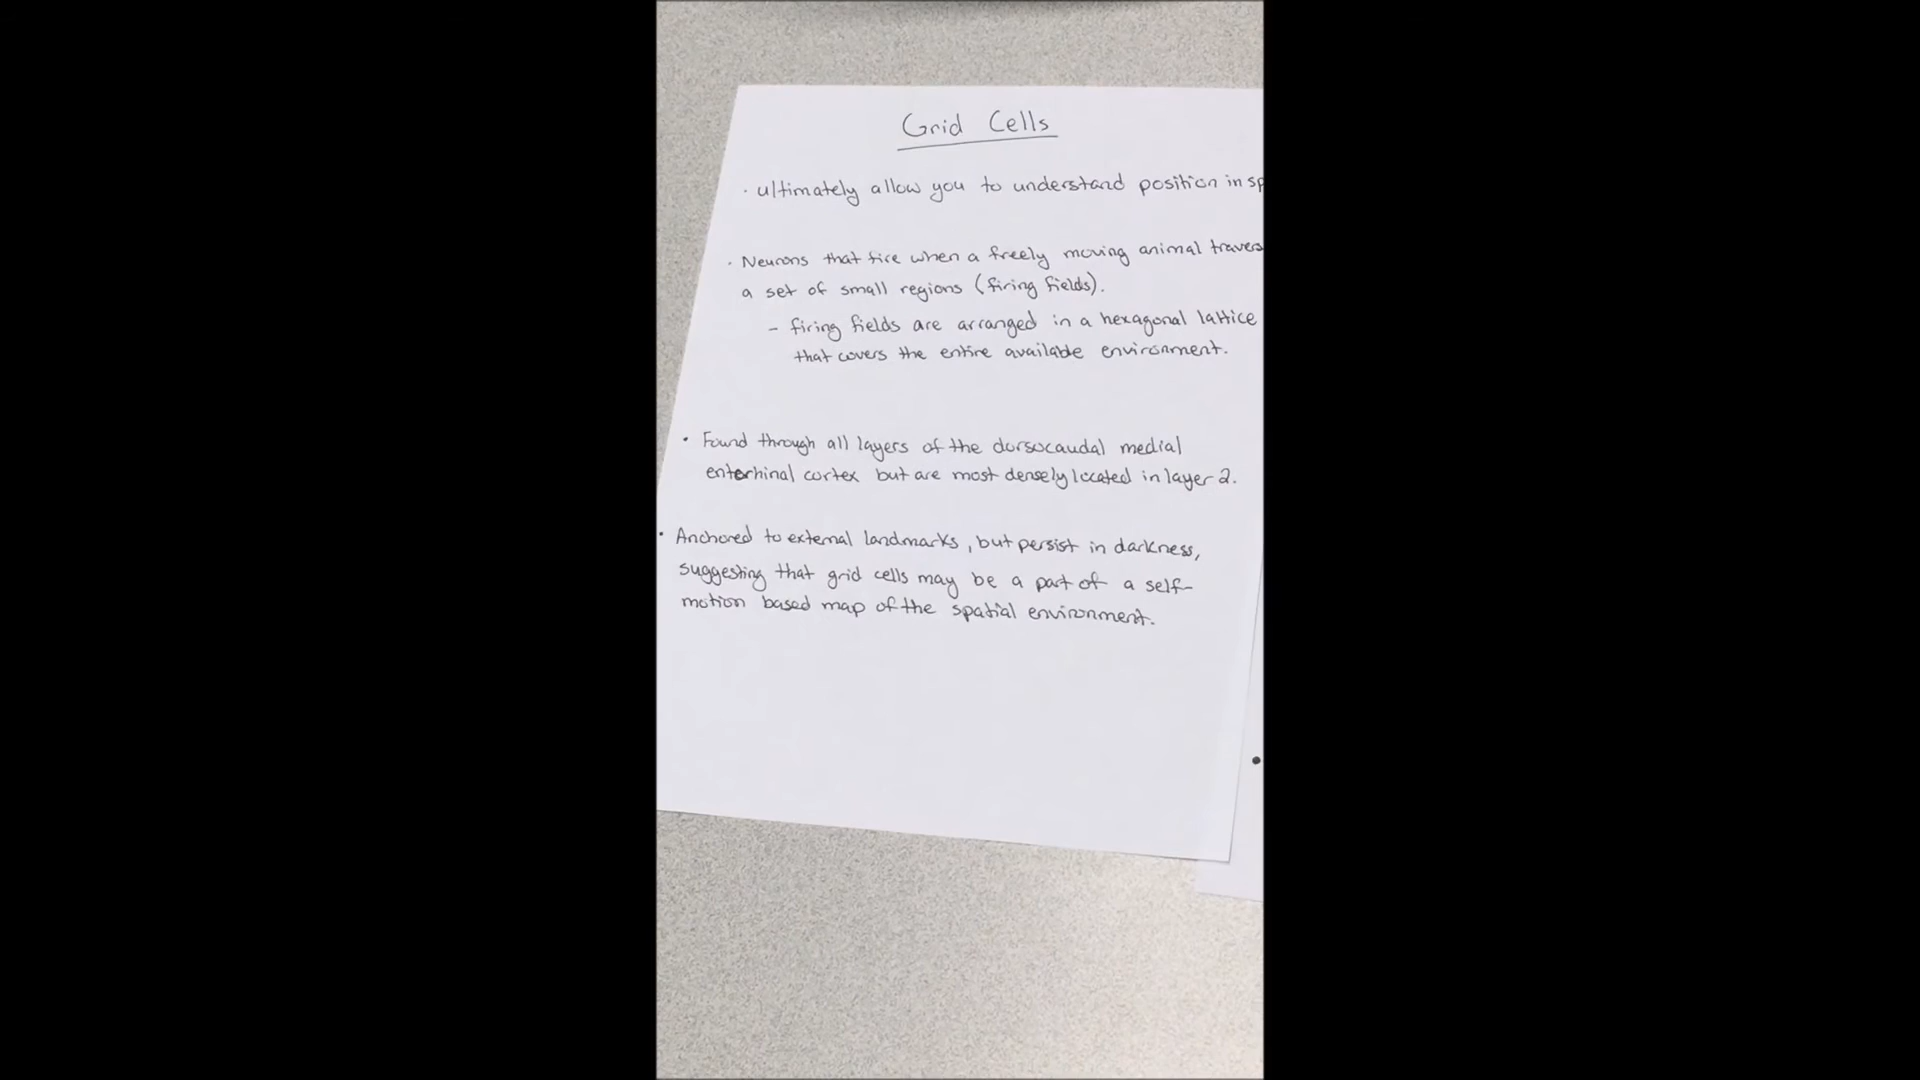 Grid Cells
· ultimately allow you to understand position in sp
· Neurons that fire when a freely moving animal travers
a set of small regions (firing fields).
- firing fields are arranged in a hexagonal lattice
that covers the entire available environment.
· Found through all layers of the dorsocaudal medial
entorhinal cortex but are most densely located in layer 2.
· Anchored to external landmarks, but persist in darkness,
suggesting that grid cells may be a part of a self-
motion based map of the spatial environment.